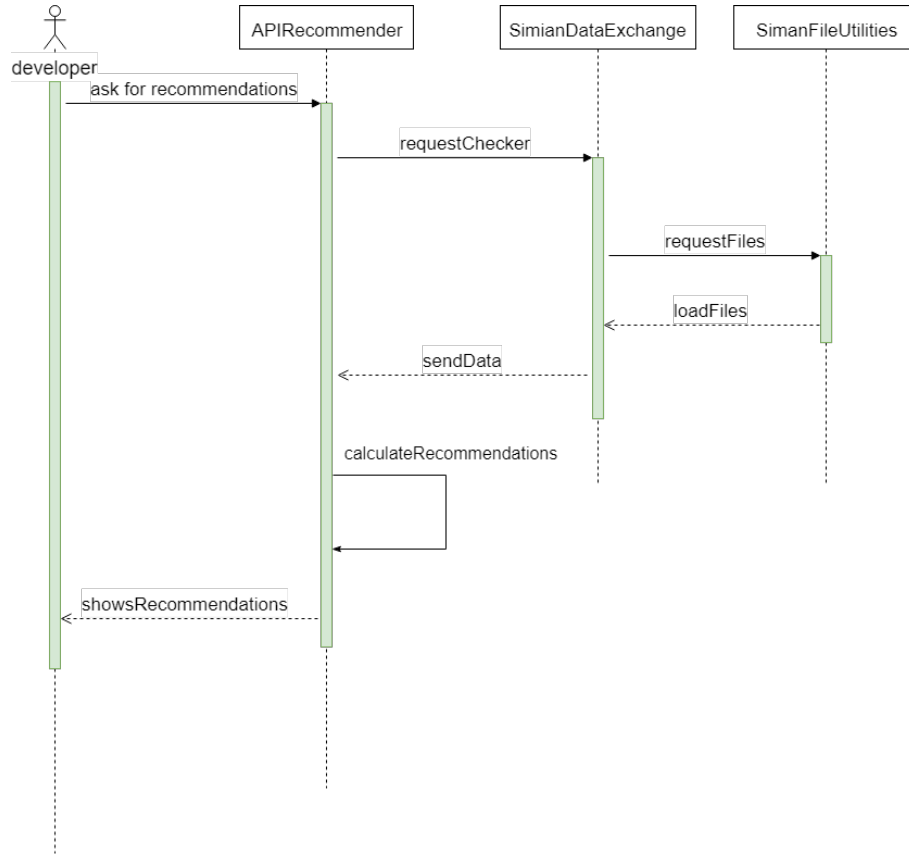 APIRecommender
SimianDataExchange
SimanFileUtilities
developer
ask for recommendations
requestChecker
requestFiles
loadFiles
sendData
calculateRecommendations
showsRecommendations